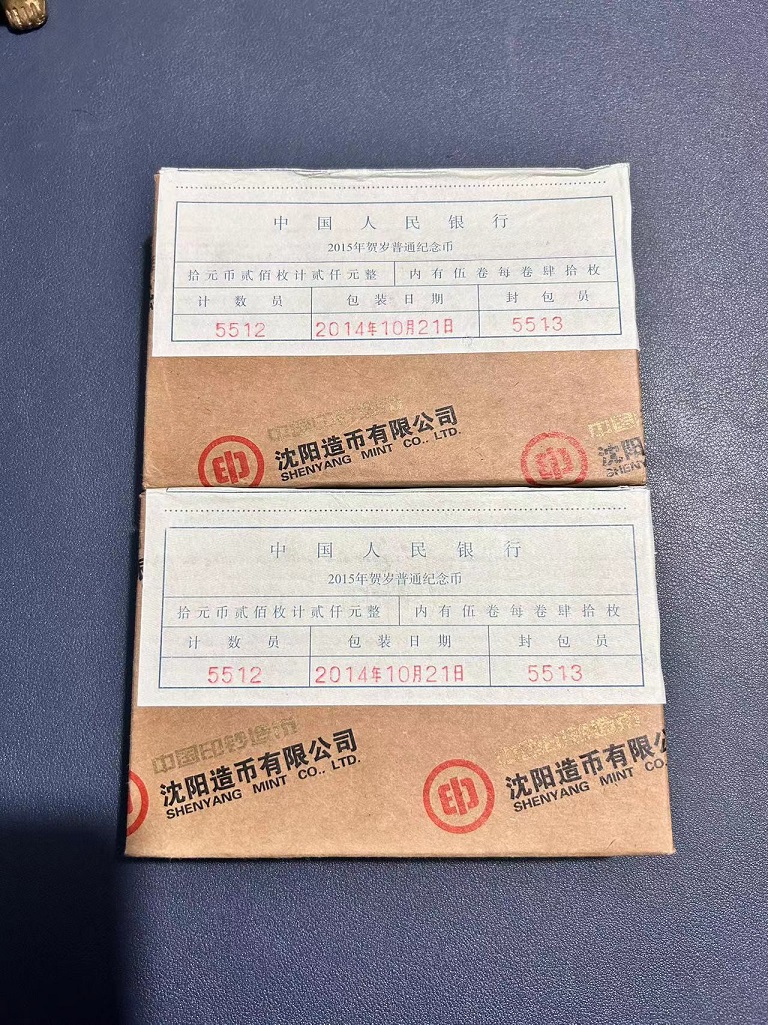 中国人民银行
2015年贺岁普通纪念币
拾元币贰佰枚计贰仟元整 内有伍卷每卷肆拾枚
计数员 包装日期 封包员
5512 2014年10月21日 5513
沈阳造币有限公司
SHENYANG MINT CO., LTD.
中国
沈阳
SHENY
中国人民银行
2015年贺岁普通纪念币
拾元币贰佰枚计贰仟元整 内有伍卷每卷肆拾枚
计数员 包装日期 封包员
5512 2014年10月21日 5513
中国印钞造币
沈阳造币有限公司
SHENYANG MINT CO., LTD.
沈阳造币有限公
SHENYANG MINT CO.